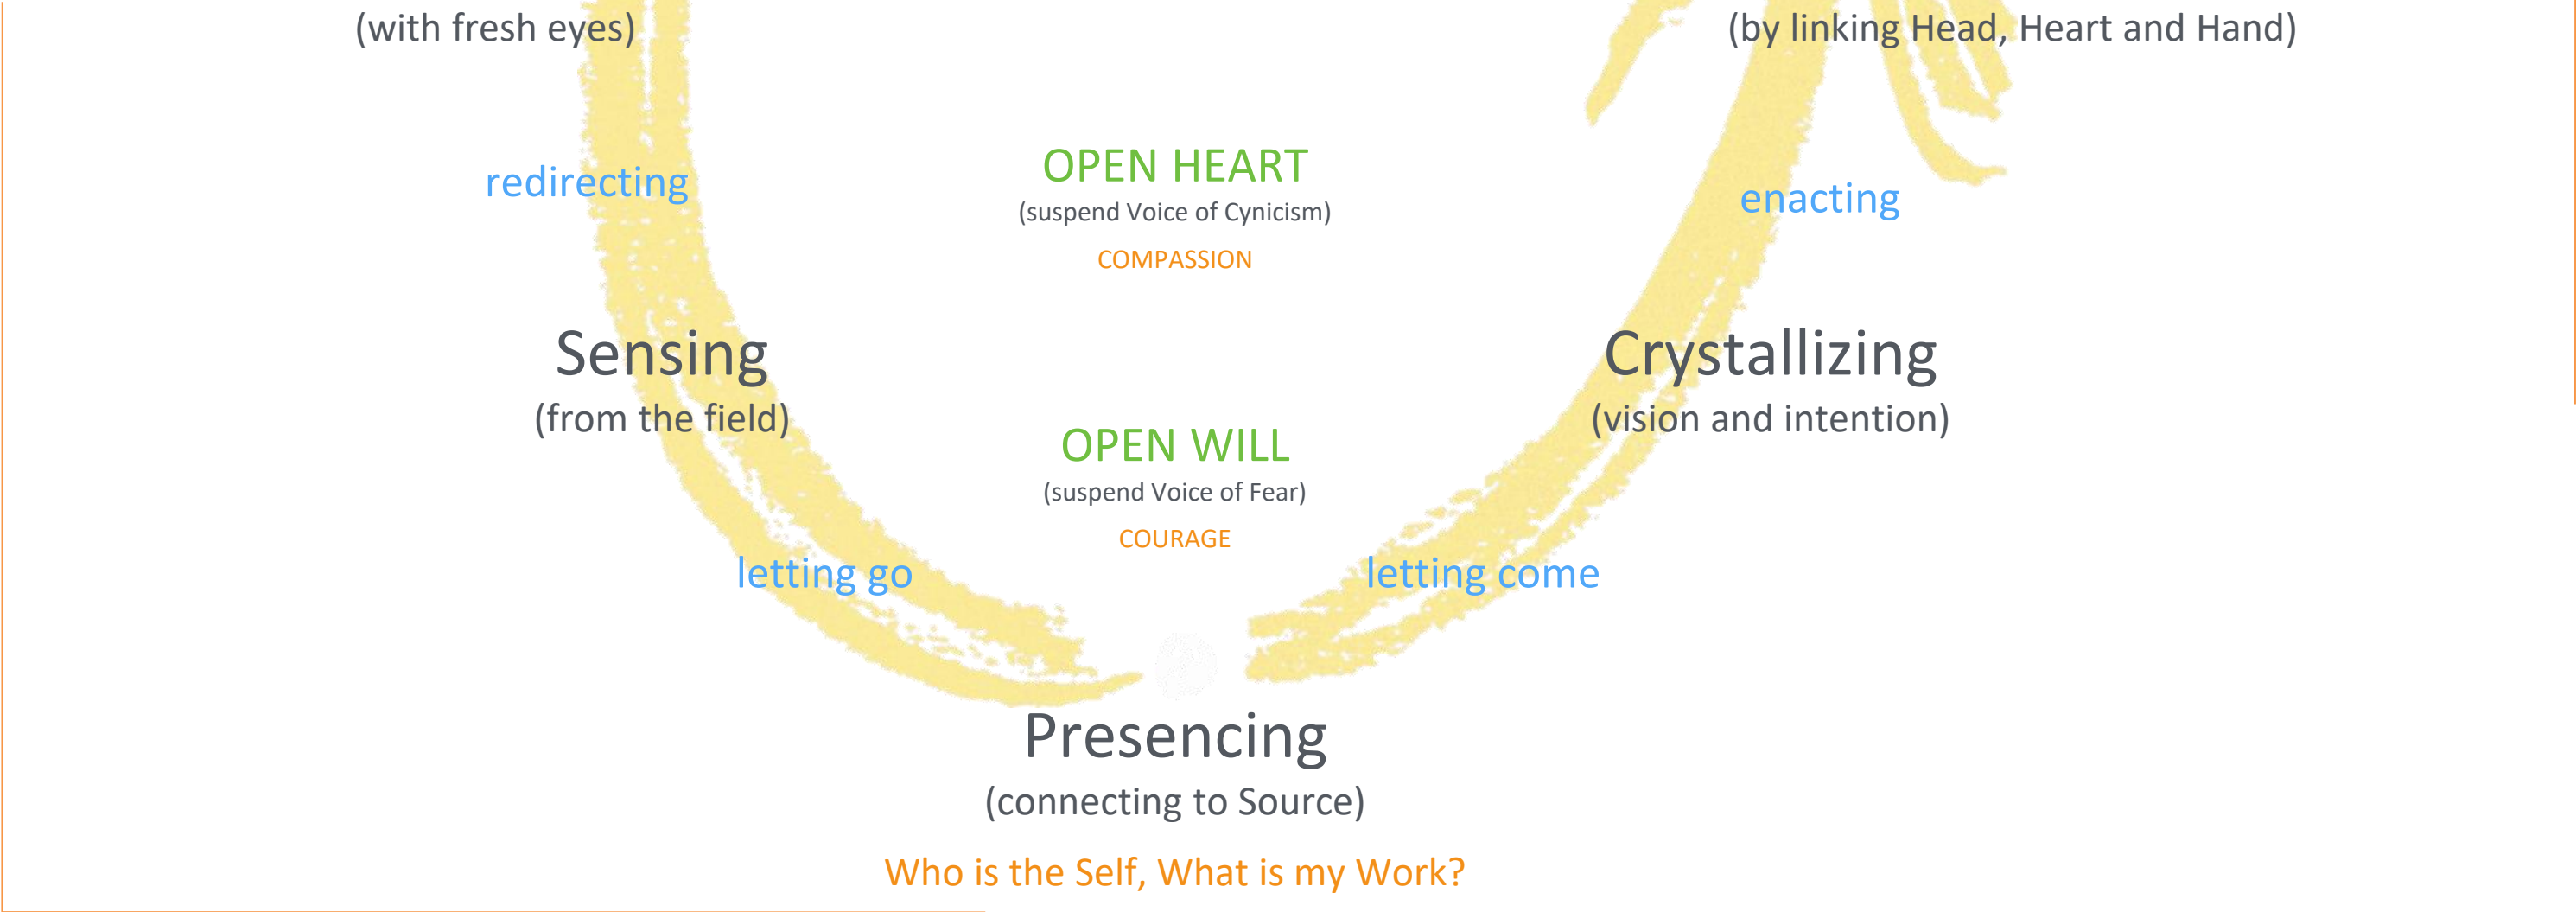 (with fresh eyes)
(by linking Head, Heart and Hand)
redirecting
OPEN HEART
(suspend Voice of Cynicism)
COMPASSION
enacting
Sensing
(from the field)
Crystallizing
(vision and intention)
OPEN WILL
(suspend Voice of Fear)
COURAGE
letting go
letting come
Presencing
(connecting to Source)
Who is the Self, What is my Work?